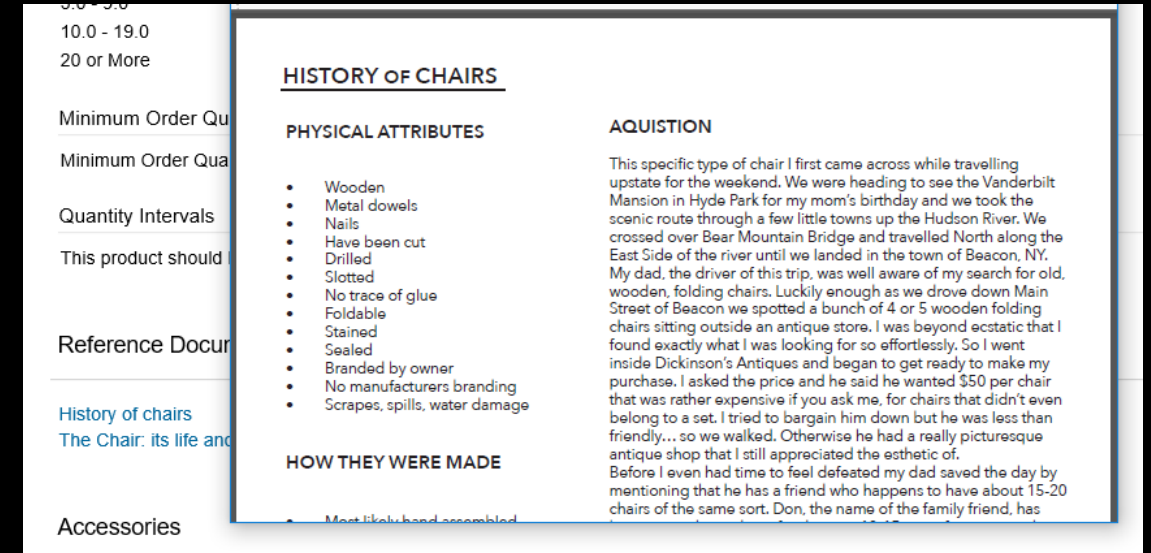 10.0 - 19.0
20 or More
Minimum Order Qu
Minimum Order Qua
Quantity Intervals
This product should
Reference Docur
History of chairs
The Chair: its life and
Accessories
HISTORY OF CHAIRS
PHYSICAL ATTRIBUTES
• Wooden
• Metal dowels
• Nails
• Have been cut
• Drilled
• Slotted
• No trace of glue
• Foldable
• Stained
• Sealed
• Branded by owner
• No manufacturers branding
• Scrapes, spills, water damage
HOW THEY WERE MADE
• Most likely hand assembled
AQUISTION
This specific type of chair I first came across while travelling
upstate for the weekend. We were heading to see the Vanderbilt
Mansion in Hyde Park for my mom's birthday and we took the
scenic route through a few little towns up the Hudson River. We
crossed over Bear Mountain Bridge and travelled North along the
East Side of the river until we landed in the town of Beacon, NY.
My dad, the driver of this trip, was well aware of my search for old,
wooden, folding chairs. Luckily enough as we drove down Main
Street of Beacon we spotted a bunch of 4 or 5 wooden folding
chairs sitting outside an antique store. I was beyond ecstatic that I
found exactly what I was looking for so effortlessly. So I went
inside Dickinson's Antiques and began to get ready to make my
purchase. I asked the price and he said he wanted $50 per chair
that was rather expensive if you ask me, for chairs that didn't even
belong to a set. I tried to bargain him down but he was less than
friendly... so we walked. Otherwise he had a really picturesque
antique shop that I still appreciated the esthetic of.
Before I even had time to feel defeated my dad saved the day by
mentioning that he has a friend who happens to have about 15-20
chairs of the same sort. Don, the name of the family friend, has